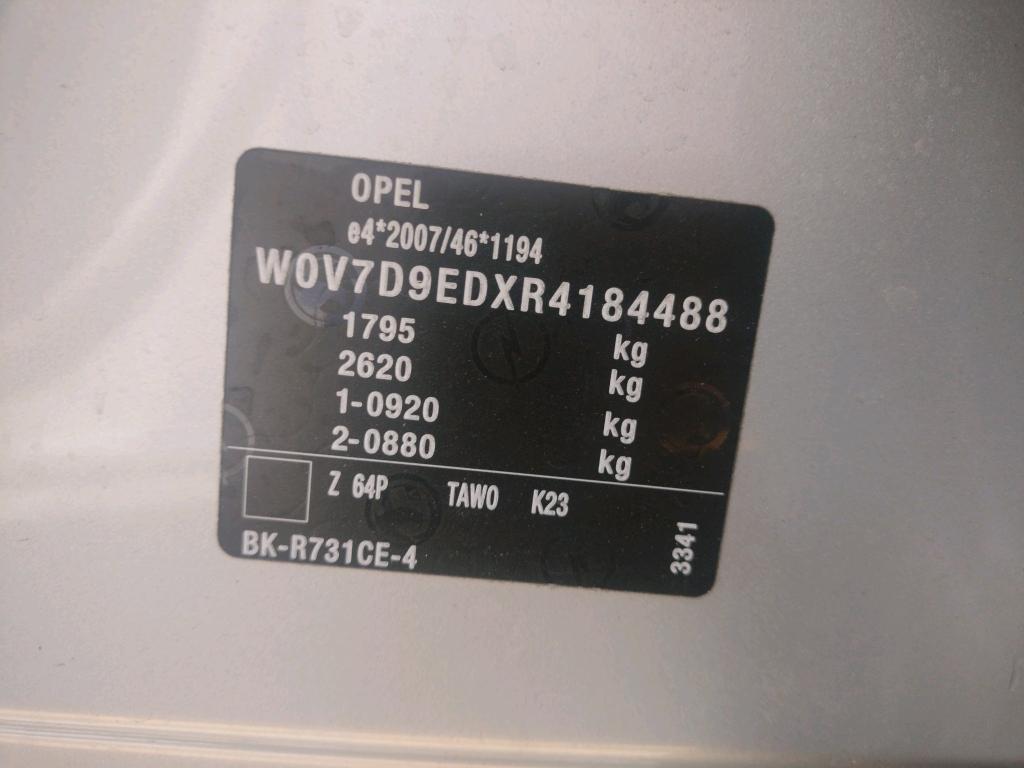 OPEL
e4*2007/46*1194
W0V7D9EDXR4184488
1795 kg
2620 kg
1-0920 kg
2-0880 kg
Z 64P TAWO K23
BK-R731CE-4
3341